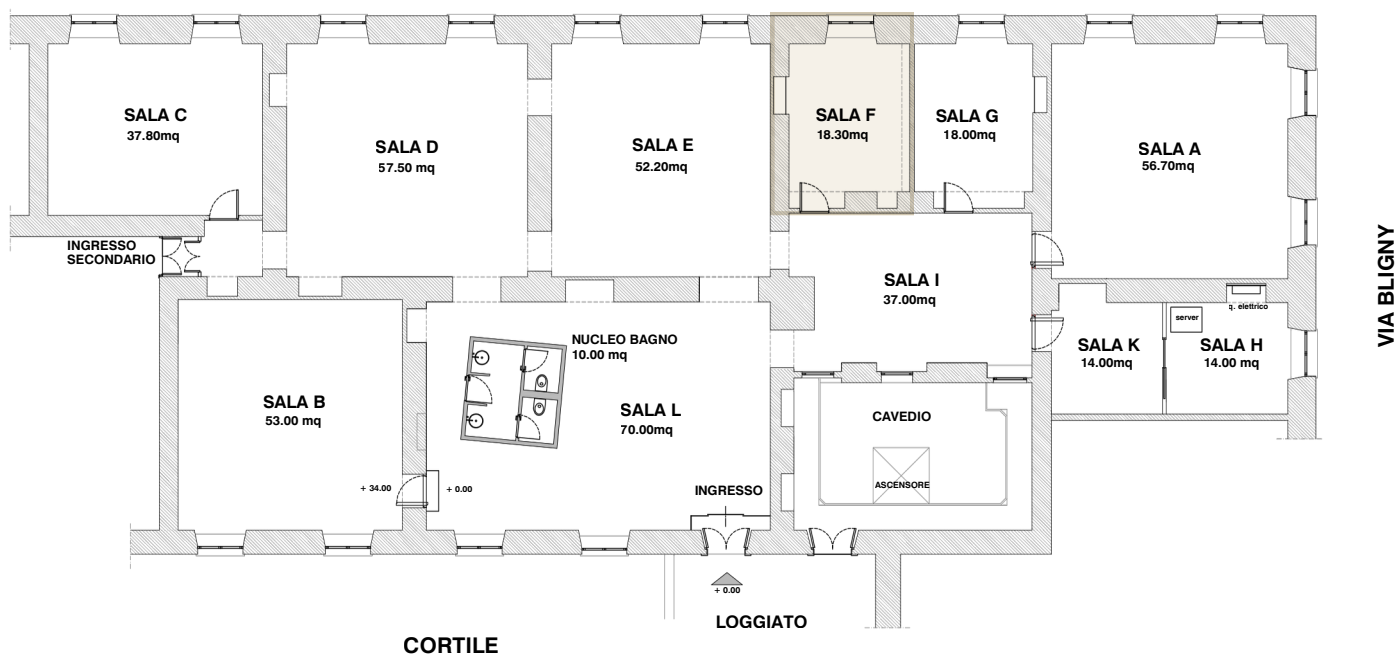 SALA C
37.80mq
SALA D
57.50 mq
SALA E
52.20mq
SALA F
18.30mq
SALA G
18.00mq
SALA A
56.70mq
VIA BLIGNY
INGRESSO
SECONDARIO
SALA I
37.00mq
q. elettrico
server
SALA K
14.00mq
SALA H
14.00 mq
NUCLEO BAGNO
10.00 mq
SALA B
53.00 mq
SALA L
70.00mq
CAVEDIO
ASCENSORE
+ 34.00
+ 0.00
INGRESSO
+ 0.00
LOGGIATO
CORTILE